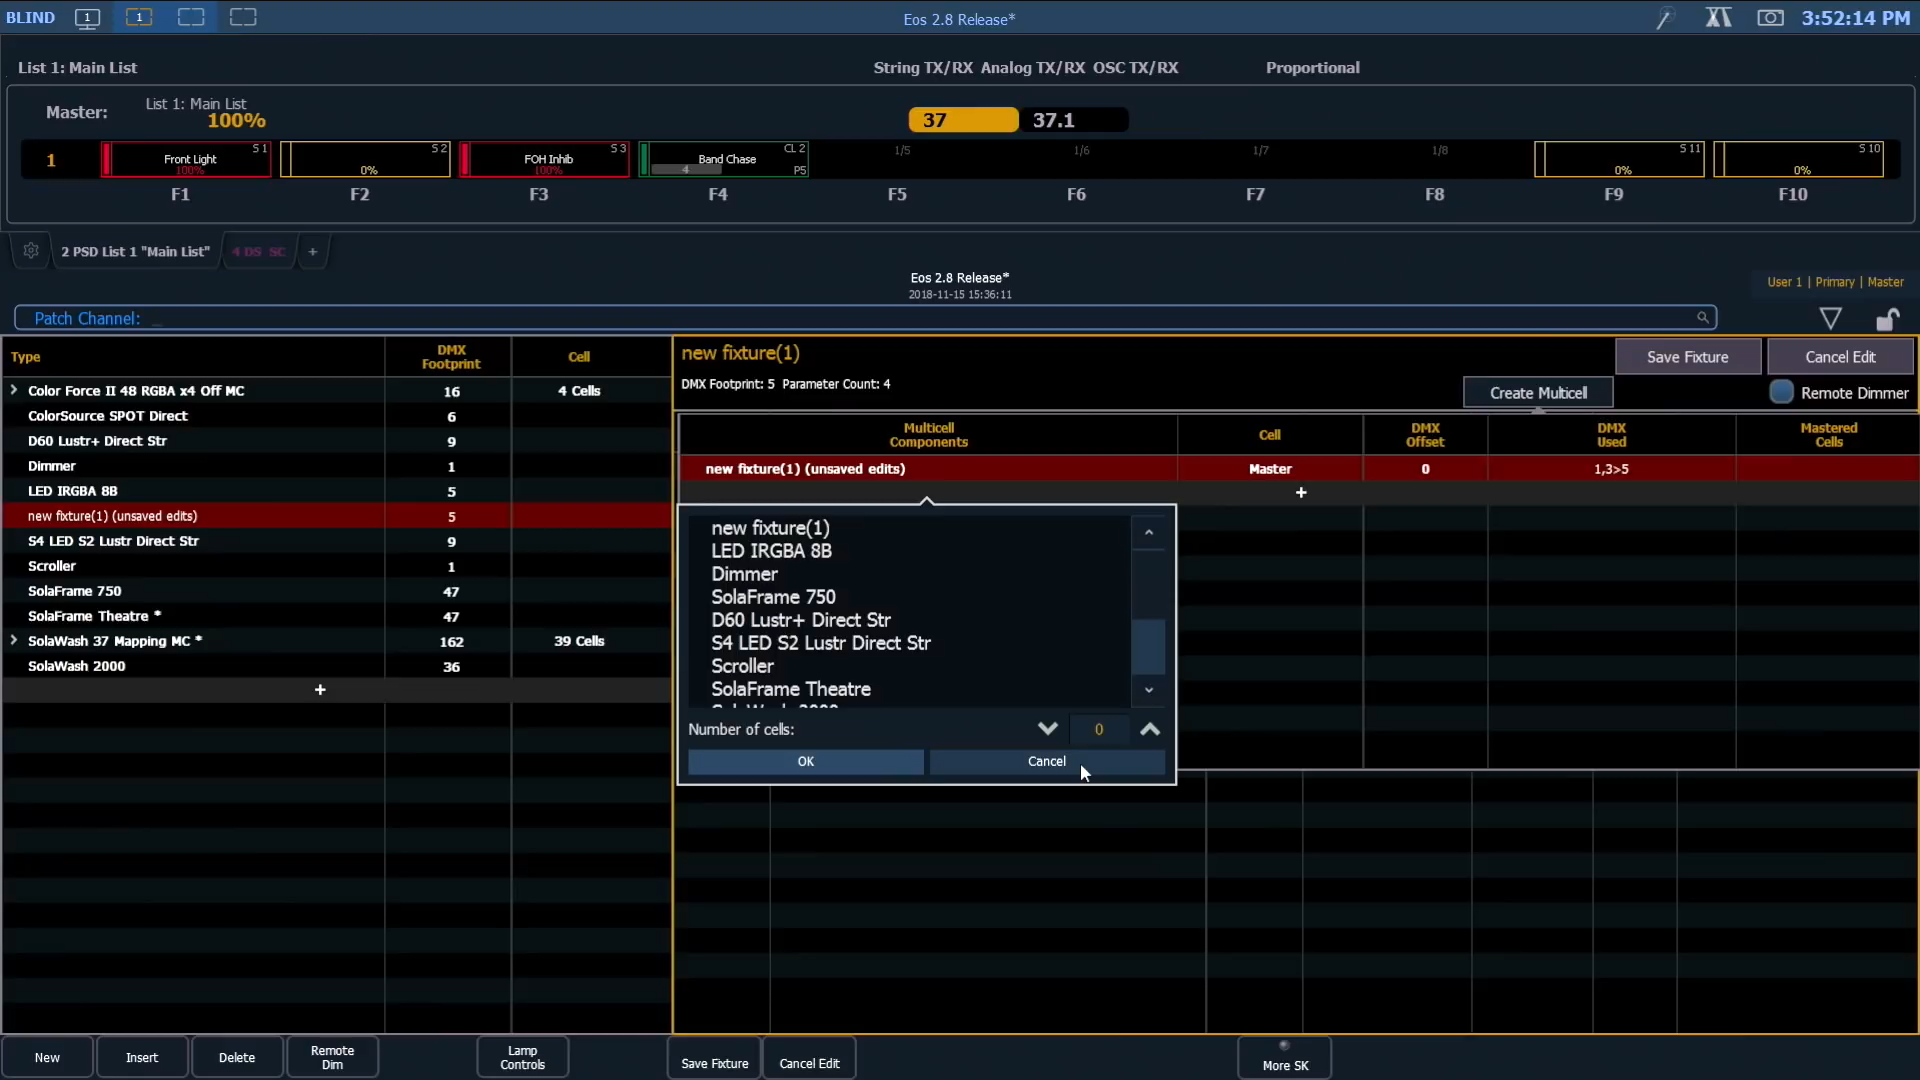 BLIND 1 1 Eos 2.8 Release* 3:52:14 PM
List 1: Main List String TX/RX Analog TX/RX OSC TX/RX Proportional
Master: List 1: Main List
100%
37 37.1
1 Front Light S 1 100% S 2 0% FOH Inhib S 3 100% Band Chase CL 2 4 P5 1/5 1/6 1/7 1/8 S 11 0% S 10 0%
F1 F2 F3 F4 F5 F6 F7 F8 F9 F10
2 PSD List 1 "Main List" 4 DS SC +
Eos 2.8 Release*
2018-11-15 15:36:11
User 1 | Primary | Master
Patch Channel: _
Type DMX Footprint Cell
Color Force II 48 RGBA x4 Off MC 16 4 Cells
ColorSource SPOT Direct 6
D60 Lustr+ Direct Str 9
Dimmer 1
LED IRGBA 8B 5
new fixture(1) (unsaved edits) 5
S4 LED S2 Lustr Direct Str 9
Scroller 1
SolaFrame 750 47
SolaFrame Theatre * 47
SolaWash 37 Mapping MC * 162 39 Cells
SolaWash 2000 36
+
new fixture(1) Save Fixture Cancel Edit
DMX Footprint: 5 Parameter Count: 4
Create Multicell Remote Dimmer
Multicell Components Cell DMX Offset DMX Used Mastered Cells
new fixture(1) (unsaved edits) Master 0 1,3>5
+
new fixture(1)
LED IRGBA 8B
Dimmer
SolaFrame 750
D60 Lustr+ Direct Str
S4 LED S2 Lustr Direct Str
Scroller
SolaFrame Theatre
Number of cells: 0
OK Cancel
New Insert Delete Remote Dim Lamp Controls Save Fixture Cancel Edit More SK